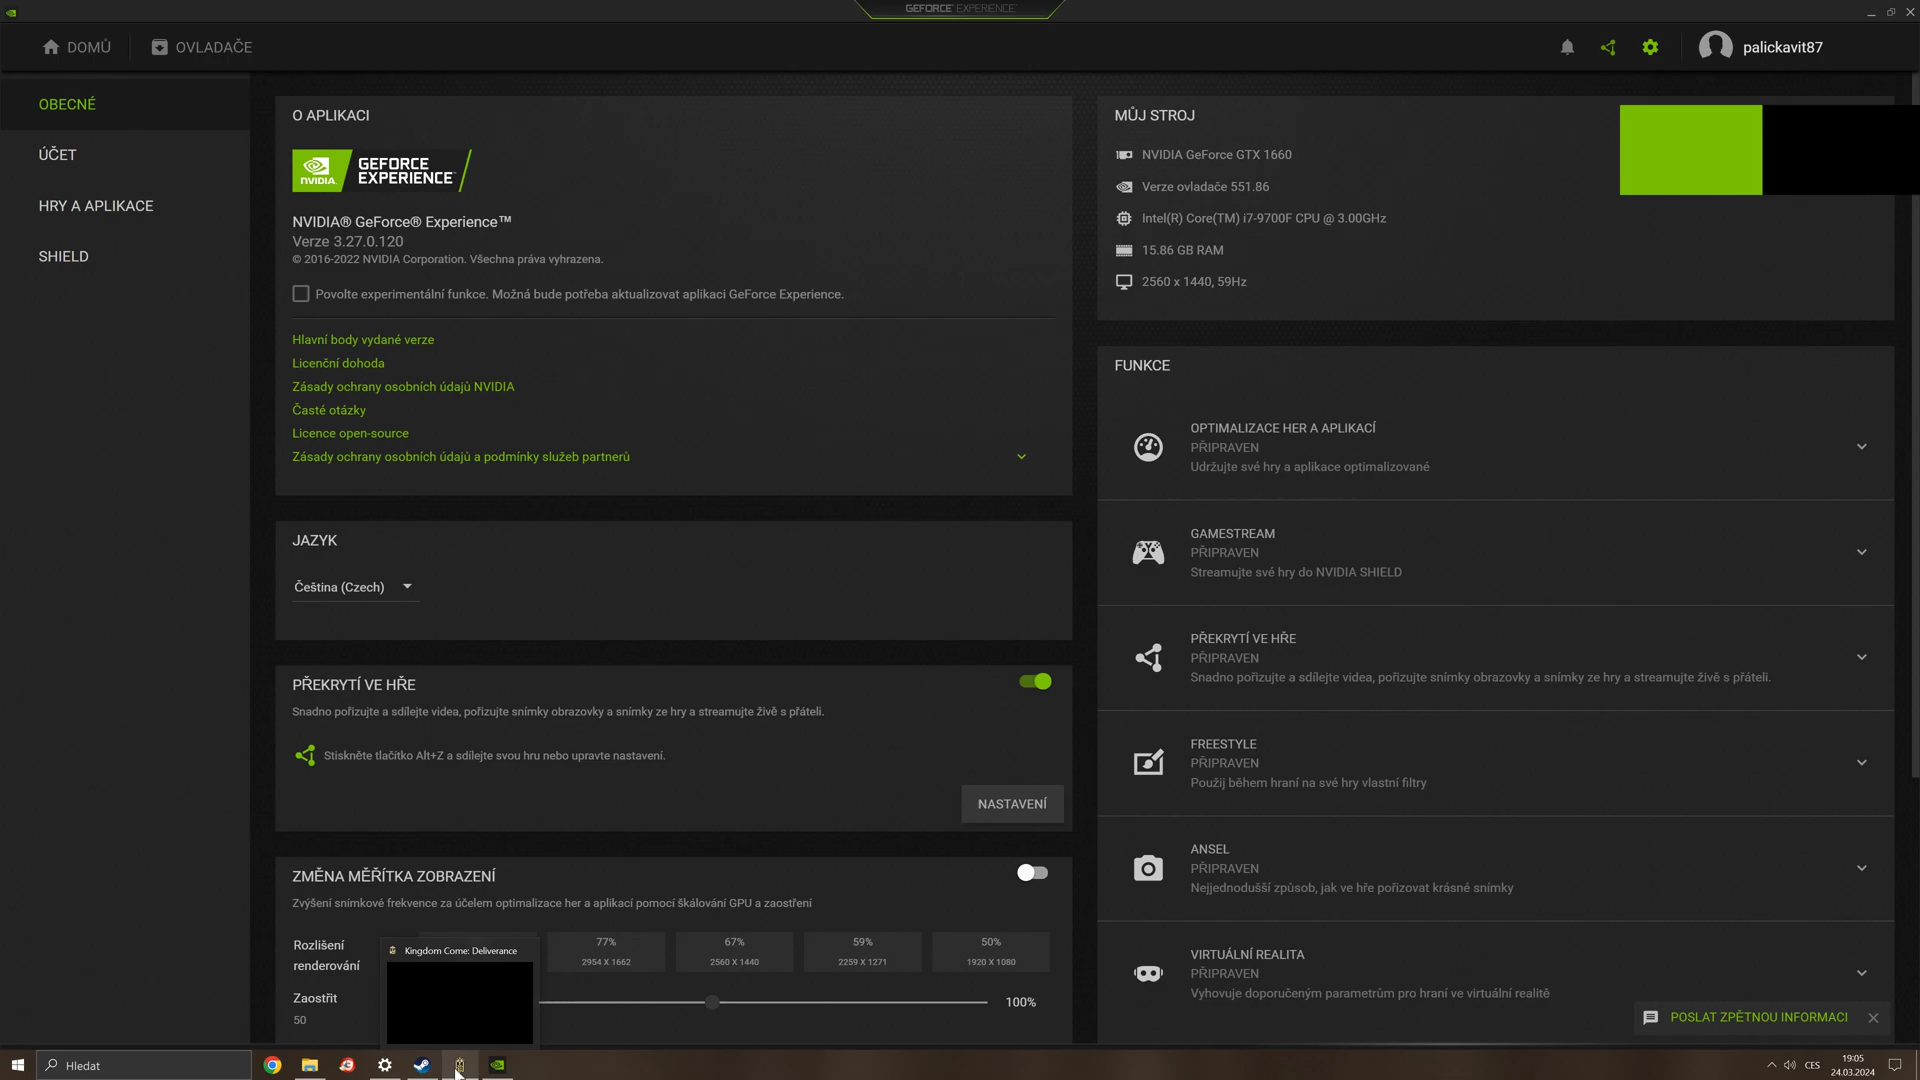 GEFORCE EXPERIENCE
DOMŮ
OVLADAČE
palickavit87
OBECNÉ
ÚČET
HRY A APLIKACE
SHIELD
O APLIKACI
NVIDIA.
GEFORCE
EXPERIENCE
NVIDIA® GeForce® Experience™
Verze 3.27.0.120
© 2016-2022 NVIDIA Corporation. Všechna práva vyhrazena.
Povolte experimentální funkce. Možná bude potřeba aktualizovat aplikaci GeForce Experience.
Hlavní body vydané verze
Licenční dohoda
Zásady ochrany osobních údajů NVIDIA
Časté otázky
Licence open-source
Zásady ochrany osobních údajů a podmínky služeb partnerů
JAZYK
Čeština (Czech)
PŘEKRYTÍ VE HŘE
Snadno pořizujte a sdílejte videa, pořizujte snímky obrazovky a snímky ze hry a streamujte živě s přáteli.
Stiskněte tlačítko Alt+Z a sdílejte svou hru nebo upravte nastavení.
NASTAVENÍ
ZMĚNA MĚŘÍTKA ZOBRAZENÍ
Zvýšení snímkové frekvence za účelem optimalizace her a aplikací pomocí škálování GPU a zaostření
Rozlišení
renderování
77%
2954 X 1662
67%
2560 X 1440
59%
2259 X 1271
50%
1920 X 1080
Kingdom Come: Deliverance
Zaostřit
50
100%
MŮJ STROJ
NVIDIA GeForce GTX 1660
Verze ovladače 551.86
Intel(R) Core(TM) i7-9700F CPU @ 3.00GHz
15.86 GB RAM
2560 x 1440, 59Hz
FUNKCE
OPTIMALIZACE HER A APLIKACÍ
PŘIPRAVEN
Udržujte své hry a aplikace optimalizované
GAMESTREAM
PŘIPRAVEN
Streamujte své hry do NVIDIA SHIELD
PŘEKRYTÍ VE HŘE
PŘIPRAVEN
Snadno pořizujte a sdílejte videa, pořizujte snímky obrazovky a snímky ze hry a streamujte živě s přáteli.
FREESTYLE
PŘIPRAVEN
Použij během hraní na své hry vlastní filtry
ANSEL
PŘIPRAVEN
Nejjednodušší způsob, jak ve hře pořizovat krásné snímky
VIRTUÁLNÍ REALITA
PŘIPRAVEN
Vyhovuje doporučeným parametrům pro hraní ve virtuální realitě
POSLAT ZPĚTNOU INFORMACI
Hledat
CES
19:05
24.03.2024